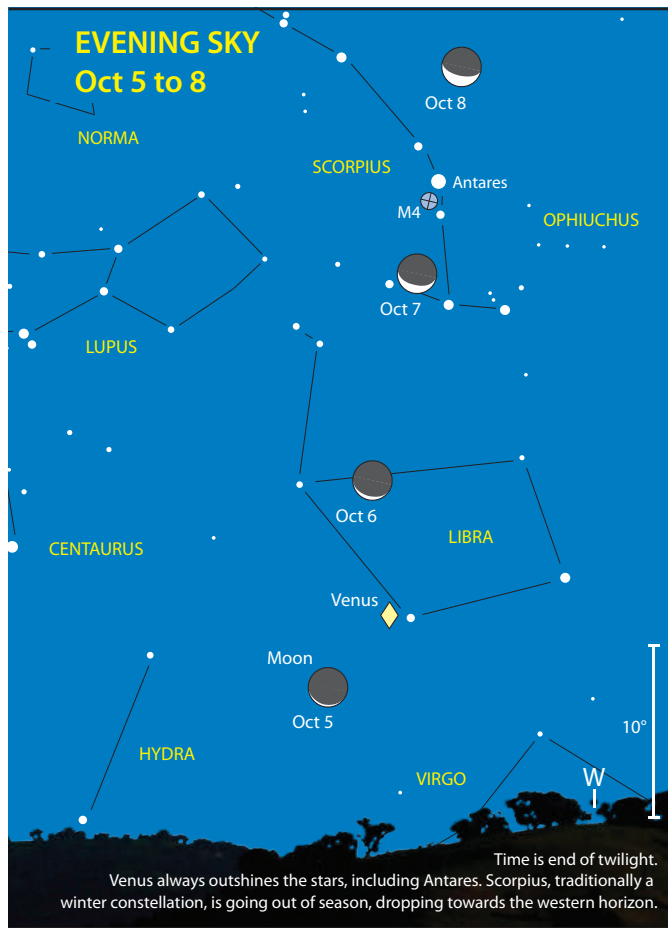 EVENING SKY
Oct 5 to 8
Oct 8
NORMA
SCORPIUS
Antares
M4
OPHIUCHUS
Oct 7
LUPUS
Oct 6
LIBRA
CENTAURUS
Venus
Moon
Oct 5
10°
HYDRA
VIRGO
W
Time is end of twilight.
Venus always outshines the stars, including Antares. Scorpius, traditionally a
winter constellation, is going out of season, dropping towards the western horizon.